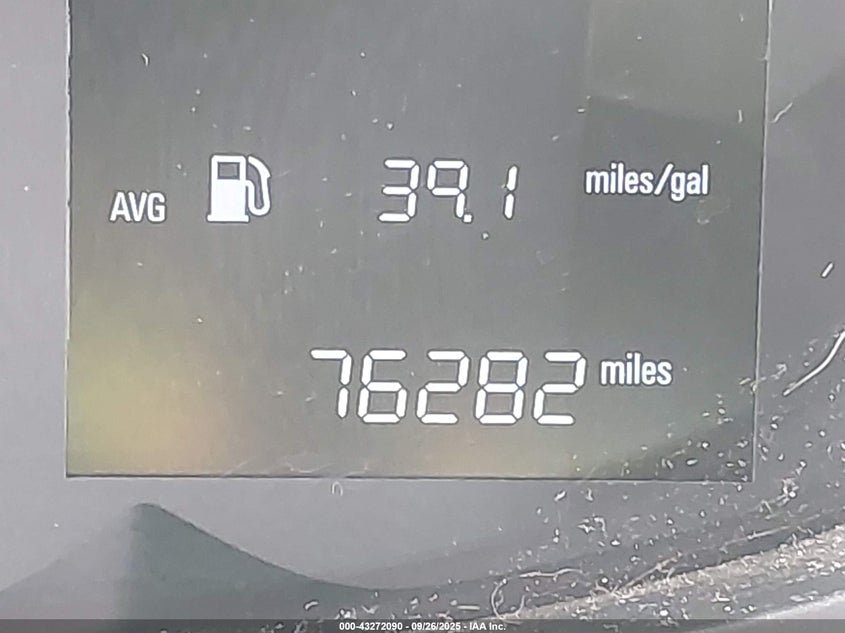 AVG 39.1 miles/gal
76282 miles
000-43272090 - 09/26/2025 - IAA Inc.